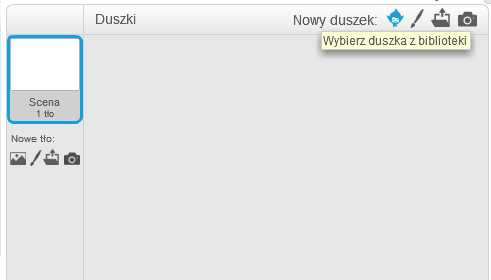 Duszki
Nowy duszek:
Wybierz duszka z biblioteki
Scena
1 tło
Nowe tło: